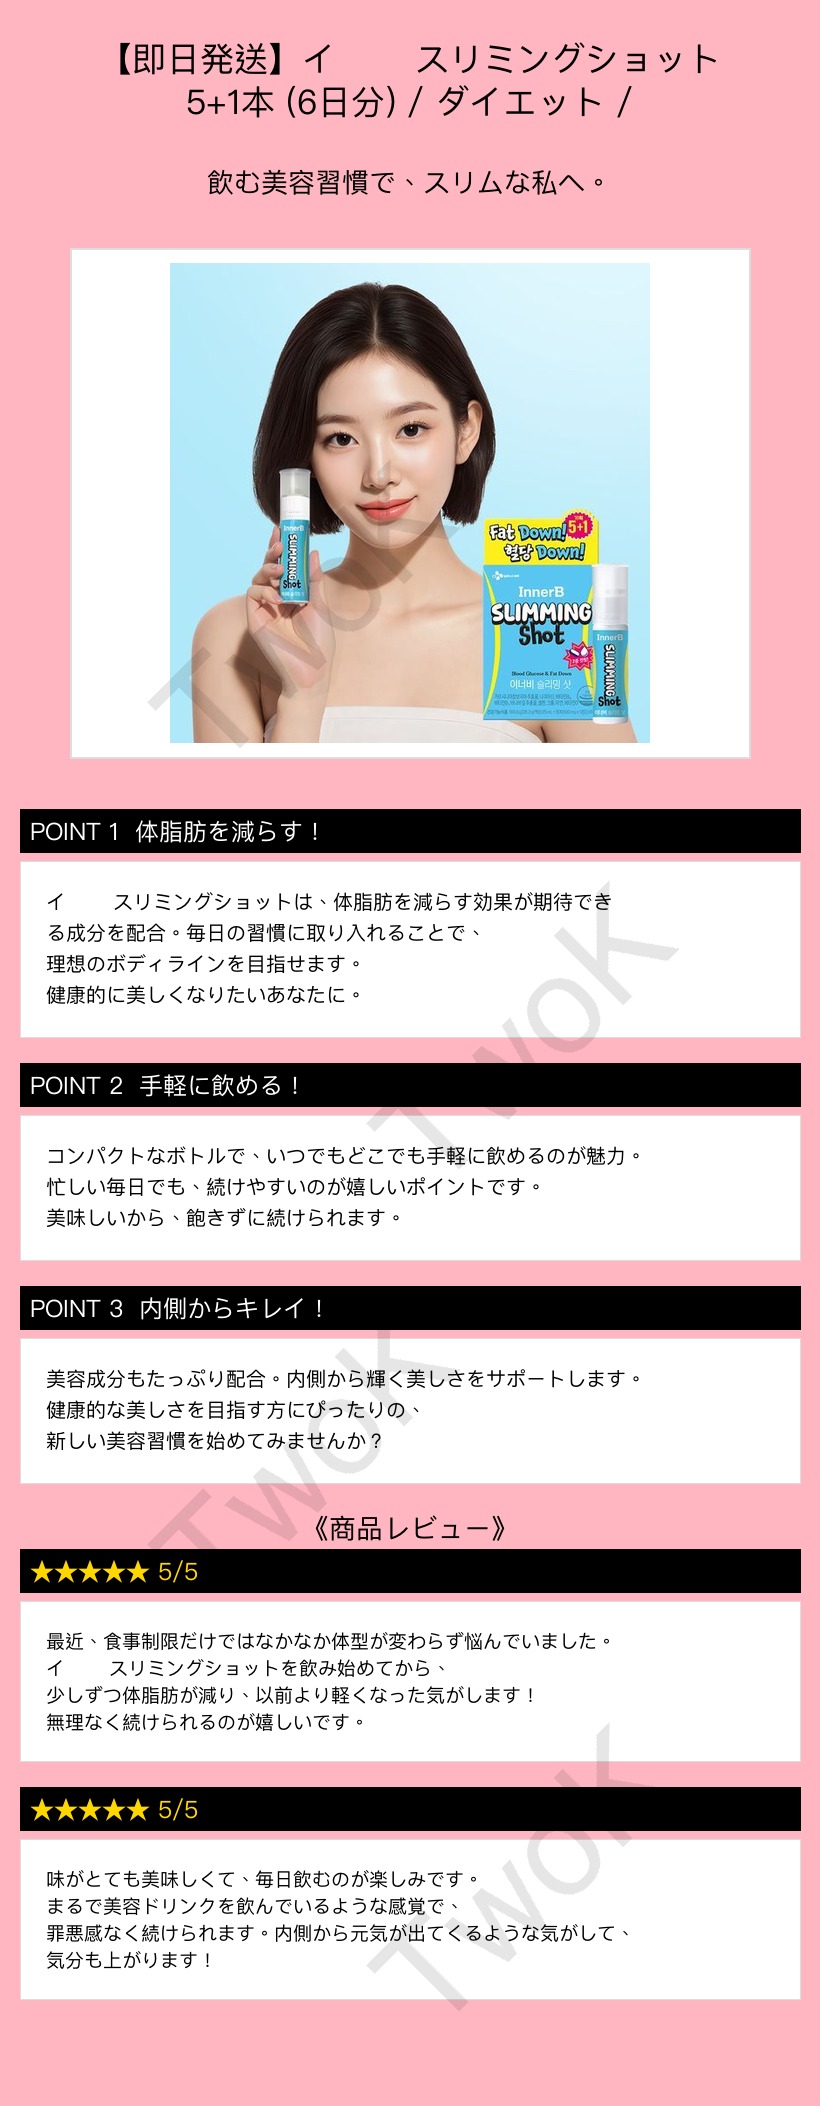 【即日発送】イ　　スリミングショット
5+1本 (6日分) / ダイエット /
飲む美容習慣で、スリムな私へ。
InnerB
SLIMMING
Shot
Fat Down! 5+1
혈당 Down!
InnerB
SLIMMING
Shot
Blood Glucose & Fat Down
이너비 슬리밍 샷
InnerB
SLIMMING
Shot
POINT 1 体脂肪を減らす！
イ　　スリミングショットは、体脂肪を減らす効果が期待でき
る成分を配合。毎日の習慣に取り入れることで、
理想のボディラインを目指せます。
健康的に美しくなりたいあなたに。
POINT 2 手軽に飲める！
コンパクトなボトルで、いつでもどこでも手軽に飲めるのが魅力。
忙しい毎日でも、続けやすいのが嬉しいポイントです。
美味しいから、飽きずに続けられます。
POINT 3 内側からキレイ！
美容成分もたっぷり配合。内側から輝く美しさをサポートします。
健康的な美しさを目指す方にぴったりの、
新しい美容習慣を始めてみませんか？
《商品レビュー》
★★★★★ 5/5
最近、食事制限だけではなかなか体型が変わらず悩んでいました。
イ　　スリミングショットを飲み始めてから、
少しずつ体脂肪が減り、以前より軽くなった気がします！
無理なく続けられるのが嬉しいです。
★★★★★ 5/5
味がとても美味しくて、毎日飲むのが楽しみです。
まるで美容ドリンクを飲んでいるような感覚で、
罪悪感なく続けられます。内側から元気が出てくるような気がして、
気分も上がります！
TwoK
TwoK
TwoK
TwoK